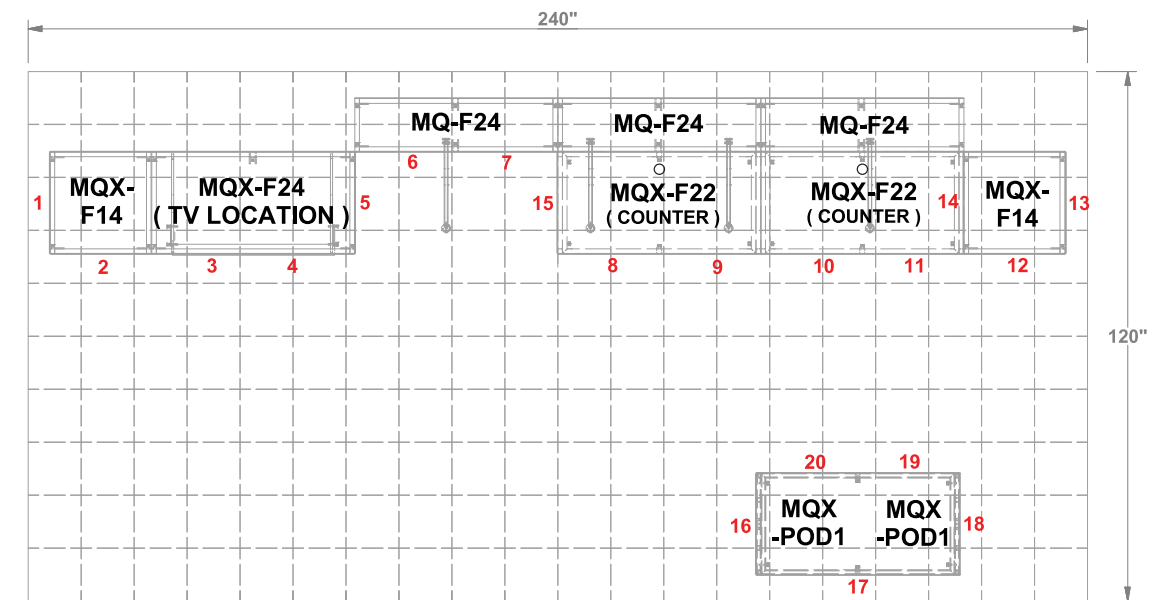 240"
MQ-F24
MQ-F24
MQ-F24
6
7
1
MQX-
F14
MQX-F24
( TV LOCATION )
5
15
MQX-F22
( COUNTER )
MQX-F22
( COUNTER )
14
MQX-
F14
13
2
3
4
8
9
10
11
12
120"
20
19
16
MQX
-POD1
MQX
-POD1
18
17